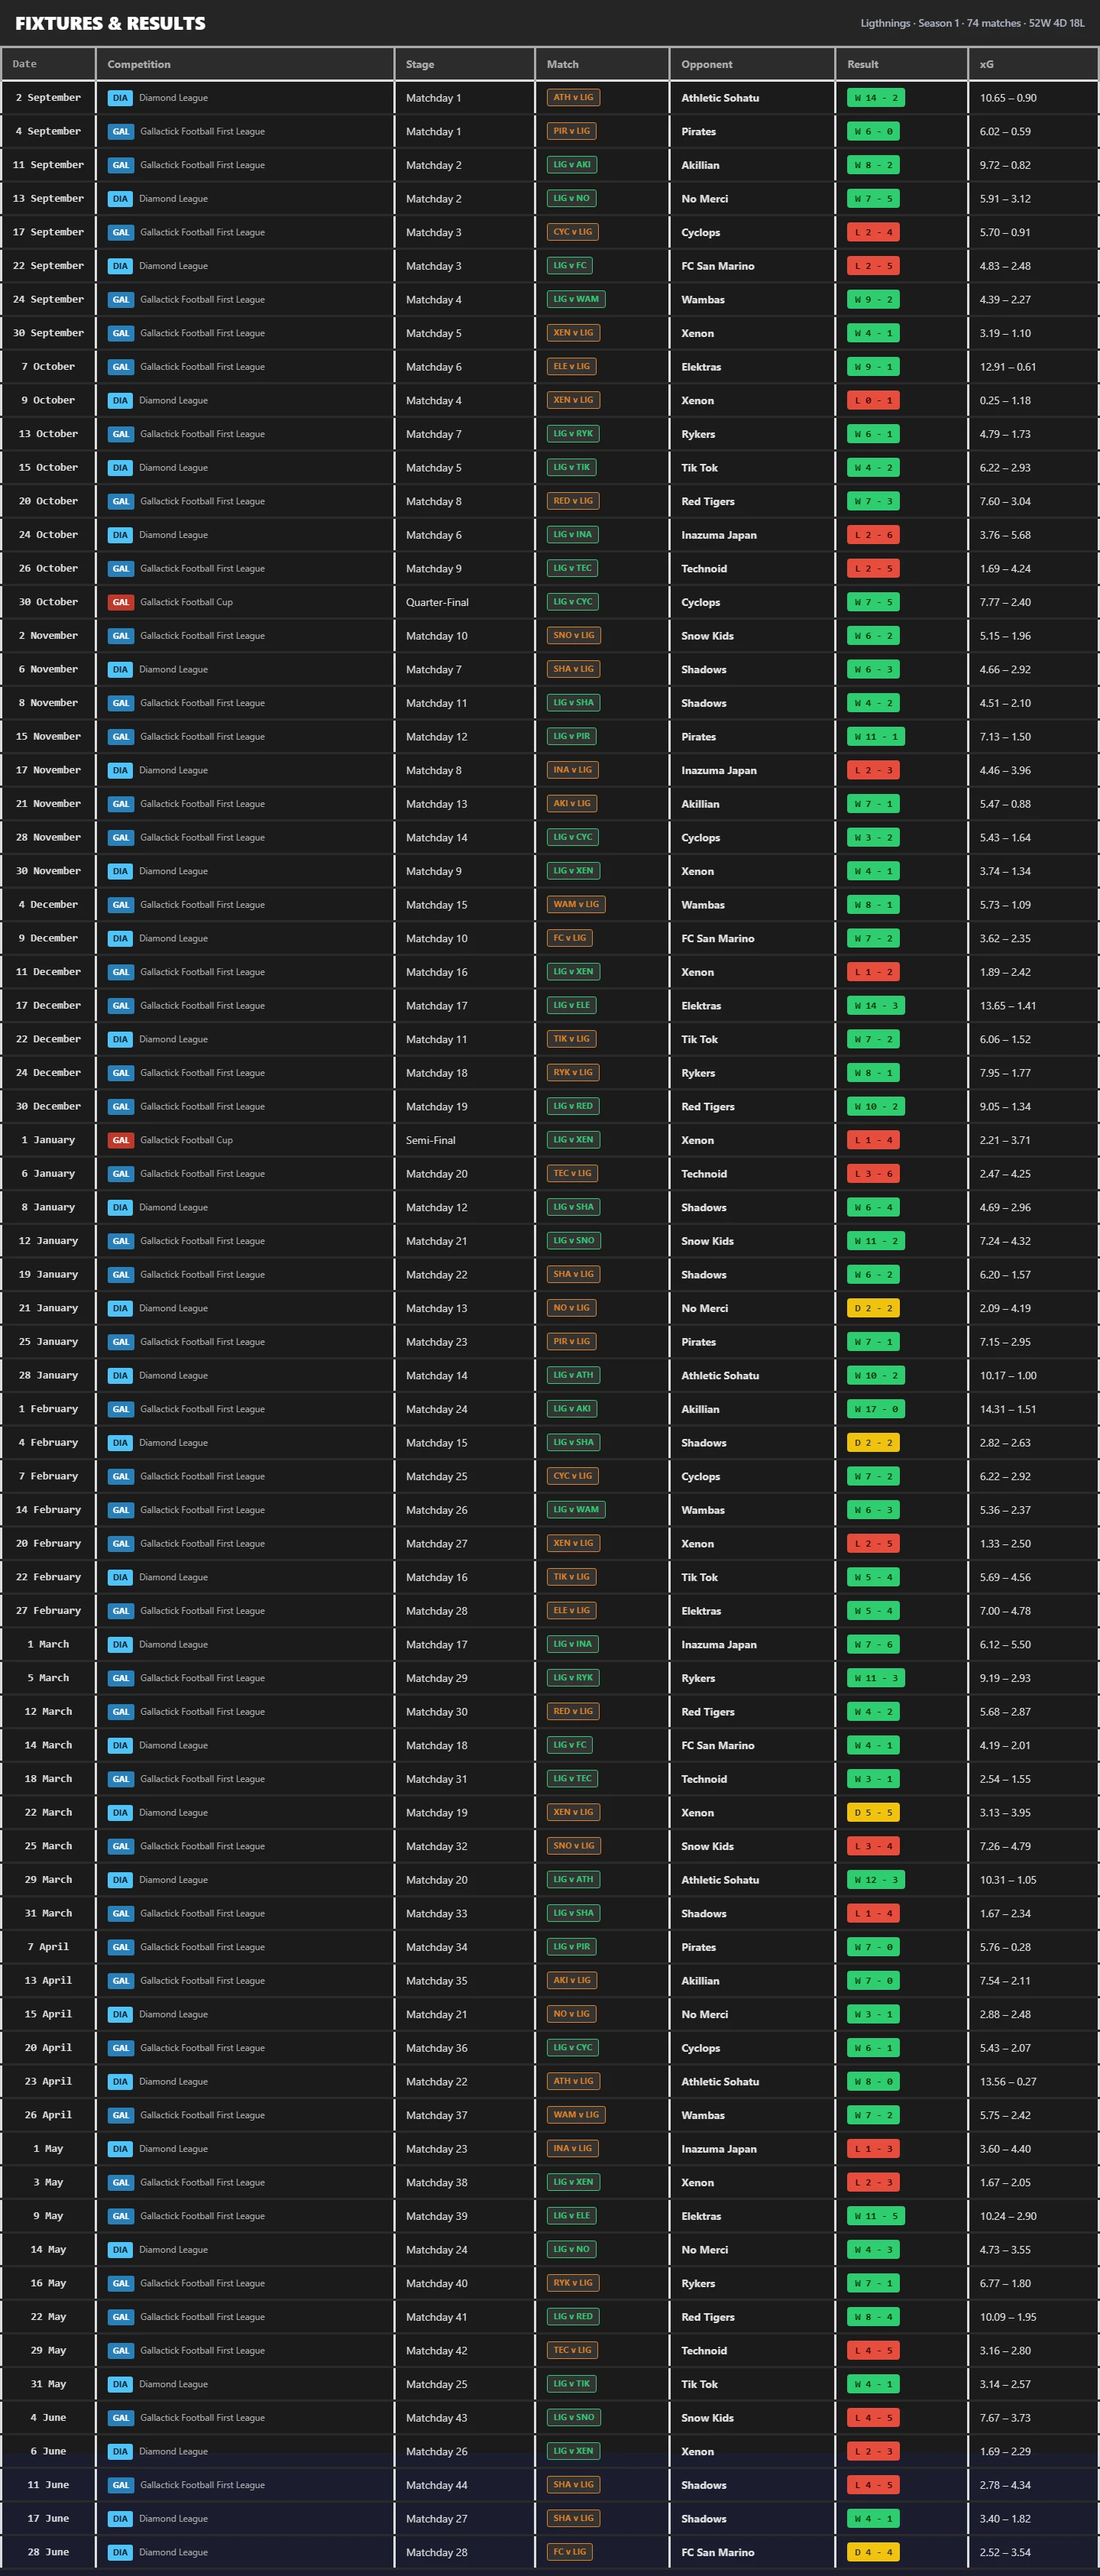 FIXTURES & RESULTS
Ligthnings · Season 1 · 74 matches · 52W 4D 18L
Date Competition Stage Match Opponent Result xG
2 September DIA Diamond League Matchday 1 ATH v LIG Athletic Sohatu W 14 - 2 10.65 – 0.90
4 September GAL Gallactick Football First League Matchday 1 PIR v LIG Pirates W 6 - 0 6.02 – 0.59
11 September GAL Gallactick Football First League Matchday 2 LIG v AKI Akillian W 8 - 2 9.72 – 0.82
13 September DIA Diamond League Matchday 2 LIG v NO No Merci W 7 - 5 5.91 – 3.12
17 September GAL Gallactick Football First League Matchday 3 CYC v LIG Cyclops L 2 - 4 5.70 – 0.91
22 September DIA Diamond League Matchday 3 LIG v FC FC San Marino L 2 - 5 4.83 – 2.48
24 September GAL Gallactick Football First League Matchday 4 LIG v WAM Wambas W 9 - 2 4.39 – 2.27
30 September GAL Gallactick Football First League Matchday 5 XEN v LIG Xenon W 4 - 1 3.19 – 1.10
7 October GAL Gallactick Football First League Matchday 6 ELE v LIG Elektras W 9 - 1 12.91 – 0.61
9 October DIA Diamond League Matchday 4 XEN v LIG Xenon L 0 - 1 0.25 – 1.18
13 October GAL Gallactick Football First League Matchday 7 LIG v RYK Rykers W 6 - 1 4.79 – 1.73
15 October DIA Diamond League Matchday 5 LIG v TIK Tik Tok W 4 - 2 6.22 – 2.93
20 October GAL Gallactick Football First League Matchday 8 RED v LIG Red Tigers W 7 - 3 7.60 – 3.04
24 October DIA Diamond League Matchday 6 LIG v INA Inazuma Japan L 2 - 6 3.76 – 5.68
26 October GAL Gallactick Football First League Matchday 9 LIG v TEC Technoid L 2 - 5 1.69 – 4.24
30 October GAL Gallactick Football Cup Quarter-Final LIG v CYC Cyclops W 7 - 5 7.77 – 2.40
2 November GAL Gallactick Football First League Matchday 10 SNO v LIG Snow Kids W 6 - 2 5.15 – 1.96
6 November DIA Diamond League Matchday 7 SHA v LIG Shadows W 6 - 3 4.66 – 2.92
8 November GAL Gallactick Football First League Matchday 11 LIG v SHA Shadows W 4 - 2 4.51 – 2.10
15 November GAL Gallactick Football First League Matchday 12 LIG v PIR Pirates W 11 - 1 7.13 – 1.50
17 November DIA Diamond League Matchday 8 INA v LIG Inazuma Japan L 2 - 3 4.46 – 3.96
21 November GAL Gallactick Football First League Matchday 13 AKI v LIG Akillian W 7 - 1 5.47 – 0.88
28 November GAL Gallactick Football First League Matchday 14 LIG v CYC Cyclops W 3 - 2 5.43 – 1.64
30 November DIA Diamond League Matchday 9 LIG v XEN Xenon W 4 - 1 3.74 – 1.34
4 December GAL Gallactick Football First League Matchday 15 WAM v LIG Wambas W 8 - 1 5.73 – 1.09
9 December DIA Diamond League Matchday 10 FC v LIG FC San Marino W 7 - 2 3.62 – 2.35
11 December GAL Gallactick Football First League Matchday 16 LIG v XEN Xenon L 1 - 2 1.89 – 2.42
17 December GAL Gallactick Football First League Matchday 17 LIG v ELE Elektras W 14 - 3 13.65 – 1.41
22 December DIA Diamond League Matchday 11 TIK v LIG Tik Tok W 7 - 2 6.06 – 1.52
24 December GAL Gallactick Football First League Matchday 18 RYK v LIG Rykers W 8 - 1 7.95 – 1.77
30 December GAL Gallactick Football First League Matchday 19 LIG v RED Red Tigers W 10 - 2 9.05 – 1.34
1 January GAL Gallactick Football Cup Semi-Final LIG v XEN Xenon L 1 - 4 2.21 – 3.71
6 January GAL Gallactick Football First League Matchday 20 TEC v LIG Technoid L 3 - 6 2.47 – 4.25
8 January DIA Diamond League Matchday 12 LIG v SHA Shadows W 6 - 4 4.69 – 2.96
12 January GAL Gallactick Football First League Matchday 21 LIG v SNO Snow Kids W 11 - 2 7.24 – 4.32
19 January GAL Gallactick Football First League Matchday 22 SHA v LIG Shadows W 6 - 2 6.20 – 1.57
21 January DIA Diamond League Matchday 13 NO v LIG No Merci D 2 - 2 2.09 – 4.19
25 January GAL Gallactick Football First League Matchday 23 PIR v LIG Pirates W 7 - 1 7.15 – 2.95
28 January DIA Diamond League Matchday 14 LIG v ATH Athletic Sohatu W 10 - 2 10.17 – 1.00
1 February GAL Gallactick Football First League Matchday 24 LIG v AKI Akillian W 17 - 0 14.31 – 1.51
4 February DIA Diamond League Matchday 15 LIG v SHA Shadows D 2 - 2 2.82 – 2.63
7 February GAL Gallactick Football First League Matchday 25 CYC v LIG Cyclops W 7 - 2 6.22 – 2.92
14 February GAL Gallactick Football First League Matchday 26 LIG v WAM Wambas W 6 - 3 5.36 – 2.37
20 February GAL Gallactick Football First League Matchday 27 XEN v LIG Xenon L 2 - 5 1.33 – 2.50
22 February DIA Diamond League Matchday 16 TIK v LIG Tik Tok W 5 - 4 5.69 – 4.56
27 February GAL Gallactick Football First League Matchday 28 ELE v LIG Elektras W 5 - 4 7.00 – 4.78
1 March DIA Diamond League Matchday 17 LIG v INA Inazuma Japan W 7 - 6 6.12 – 5.50
5 March GAL Gallactick Football First League Matchday 29 LIG v RYK Rykers W 11 - 3 9.19 – 2.93
12 March GAL Gallactick Football First League Matchday 30 RED v LIG Red Tigers W 4 - 2 5.68 – 2.87
14 March DIA Diamond League Matchday 18 LIG v FC FC San Marino W 4 - 1 4.19 – 2.01
18 March GAL Gallactick Football First League Matchday 31 LIG v TEC Technoid W 3 - 1 2.54 – 1.55
22 March DIA Diamond League Matchday 19 XEN v LIG Xenon D 5 - 5 3.13 – 3.95
25 March GAL Gallactick Football First League Matchday 32 SNO v LIG Snow Kids L 3 - 4 7.26 – 4.79
29 March DIA Diamond League Matchday 20 LIG v ATH Athletic Sohatu W 12 - 3 10.31 – 1.05
31 March GAL Gallactick Football First League Matchday 33 LIG v SHA Shadows L 1 - 4 1.67 – 2.34
7 April GAL Gallactick Football First League Matchday 34 LIG v PIR Pirates W 7 - 0 5.76 – 0.28
13 April GAL Gallactick Football First League Matchday 35 AKI v LIG Akillian W 7 - 0 7.54 – 2.11
15 April DIA Diamond League Matchday 21 NO v LIG No Merci W 3 - 1 2.88 – 2.48
20 April GAL Gallactick Football First League Matchday 36 LIG v CYC Cyclops W 6 - 1 5.43 – 2.07
23 April DIA Diamond League Matchday 22 ATH v LIG Athletic Sohatu W 8 - 0 13.56 – 0.27
26 April GAL Gallactick Football First League Matchday 37 WAM v LIG Wambas W 7 - 2 5.75 – 2.42
1 May DIA Diamond League Matchday 23 INA v LIG Inazuma Japan L 1 - 3 3.60 – 4.40
3 May GAL Gallactick Football First League Matchday 38 LIG v XEN Xenon L 2 - 3 1.67 – 2.05
9 May GAL Gallactick Football First League Matchday 39 LIG v ELE Elektras W 11 - 5 10.24 – 2.90
14 May DIA Diamond League Matchday 24 LIG v NO No Merci W 4 - 3 4.73 – 3.55
16 May GAL Gallactick Football First League Matchday 40 RYK v LIG Rykers W 7 - 1 6.77 – 1.80
22 May GAL Gallactick Football First League Matchday 41 LIG v RED Red Tigers W 8 - 4 10.09 – 1.95
29 May GAL Gallactick Football First League Matchday 42 TEC v LIG Technoid L 4 - 5 3.16 – 2.80
31 May DIA Diamond League Matchday 25 LIG v TIK Tik Tok W 4 - 1 3.14 – 2.57
4 June GAL Gallactick Football First League Matchday 43 LIG v SNO Snow Kids L 4 - 5 7.67 – 3.73
6 June DIA Diamond League Matchday 26 LIG v XEN Xenon L 2 - 3 1.69 – 2.29
11 June GAL Gallactick Football First League Matchday 44 SHA v LIG Shadows L 4 - 5 2.78 – 4.34
17 June DIA Diamond League Matchday 27 SHA v LIG Shadows W 4 - 1 3.40 – 1.82
28 June DIA Diamond League Matchday 28 FC v LIG FC San Marino D 4 - 4 2.52 – 3.54